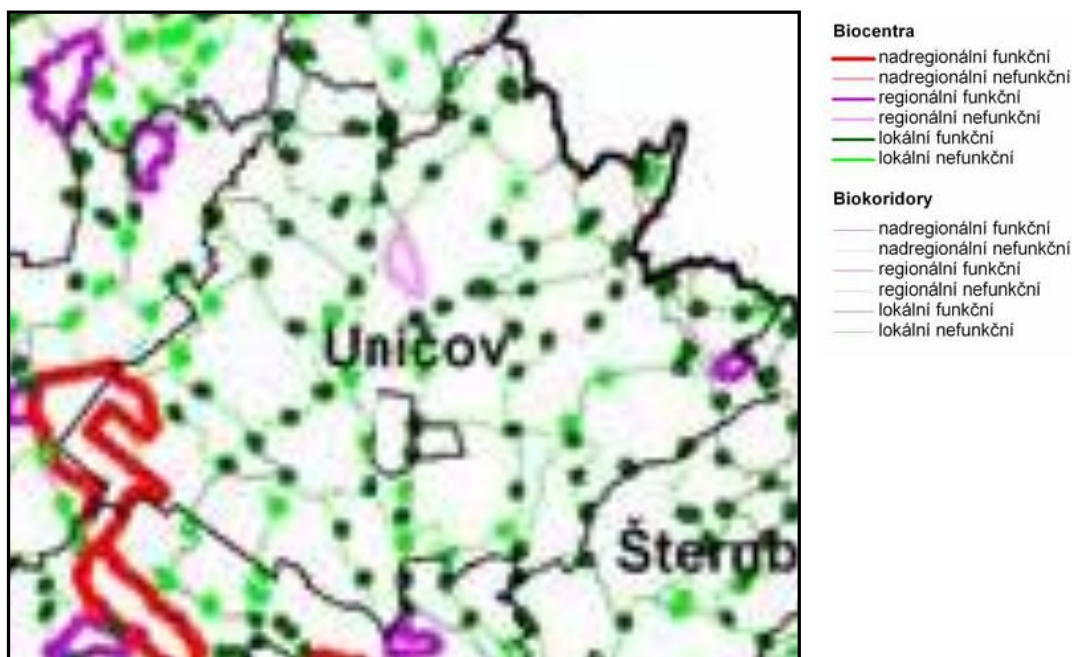 Uničov
Šternb
Biocentra
nadregionální funkční
nadregionální nefunkční
regionální funkční
regionální nefunkční
lokální funkční
lokální nefunkční
Biokoridory
nadregionální funkční
nadregionální nefunkční
regionální funkční
regionální nefunkční
lokální funkční
lokální nefunkční